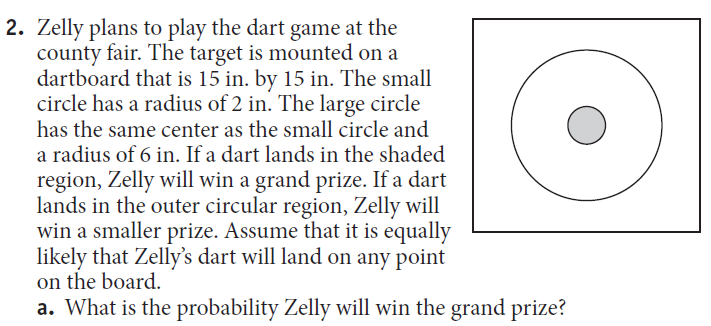 2. Zelly plans to play the dart game at the
county fair. The target is mounted on a
dartboard that is 15 in. by 15 in. The small
circle has a radius of 2 in. The large circle
has the same center as the small circle and
a radius of 6 in. If a dart lands in the shaded
region, Zelly will win a grand prize. If a dart
lands in the outer circular region, Zelly will
win a smaller prize. Assume that it is equally
likely that Zelly’s dart will land on any point
on the board.
a. What is the probability Zelly will win the grand prize?